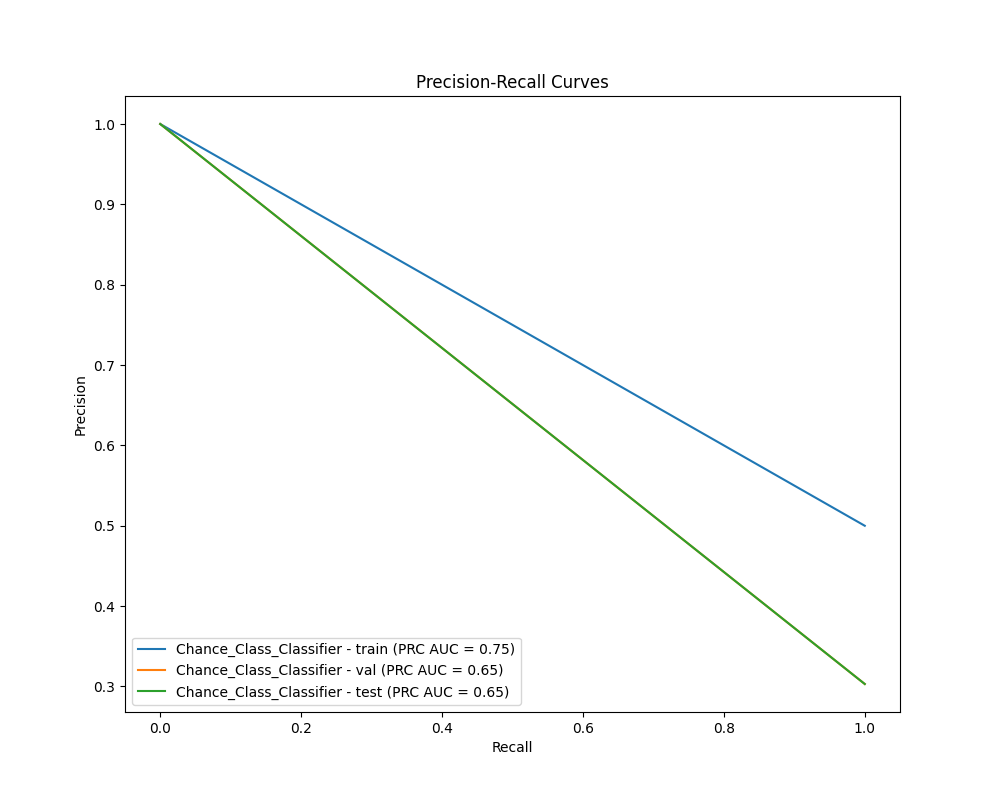 Precision-Recall Curves
1.0
0.9
0.8
0.7
0.6
0.5
0.4
0.3
Precision
Chance_Class_Classifier - train (PRC AUC = 0.75)
Chance_Class_Classifier - val (PRC AUC = 0.65)
Chance_Class_Classifier - test (PRC AUC = 0.65)
0.0 0.2 0.4 0.6 0.8 1.0
Recall